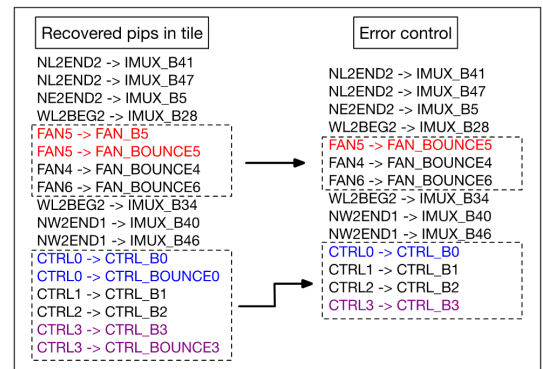 Recovered pips in tile
NL2END2 -> IMUX_B41
NL2END2 -> IMUX_B47
NE2END2 -> IMUX_B5
WL2BEG2 -> IMUX_B28
FAN5 -> FAN_B5
FAN5 -> FAN_BOUNCE5
FAN4 -> FAN_BOUNCE4
FAN6 -> FAN_BOUNCE6
WL2BEG2 -> IMUX_B34
NW2END1 -> IMUX_B40
NW2END1 -> IMUX_B46
CTRL0 -> CTRL_B0
CTRL0 -> CTRL_BOUNCE0
CTRL1 -> CTRL_B1
CTRL2 -> CTRL_B2
CTRL3 -> CTRL_B3
CTRL3 -> CTRL_BOUNCE3
Error control
NL2END2 -> IMUX_B41
NL2END2 -> IMUX_B47
NE2END2 -> IMUX_B5
WL2BEG2 -> IMUX_B28
FAN5 -> FAN_BOUNCE5
FAN4 -> FAN_BOUNCE4
FAN6 -> FAN_BOUNCE6
WL2BEG2 -> IMUX_B34
NW2END1 -> IMUX_B40
NW2END1 -> IMUX_B46
CTRL0 -> CTRL_B0
CTRL1 -> CTRL_B1
CTRL2 -> CTRL_B2
CTRL3 -> CTRL_B3